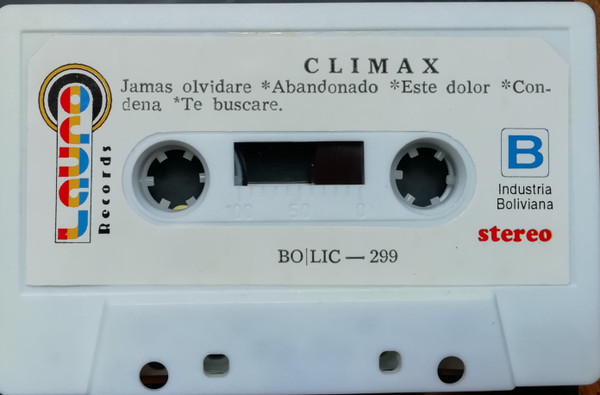 CLIMAX
Jamas olvidare *Abandonado *Este dolor *Con-
dena *Te buscare.
Lauro
Records
B
Industria
Boliviana
stereo
100 50 0
BO|LIC — 299